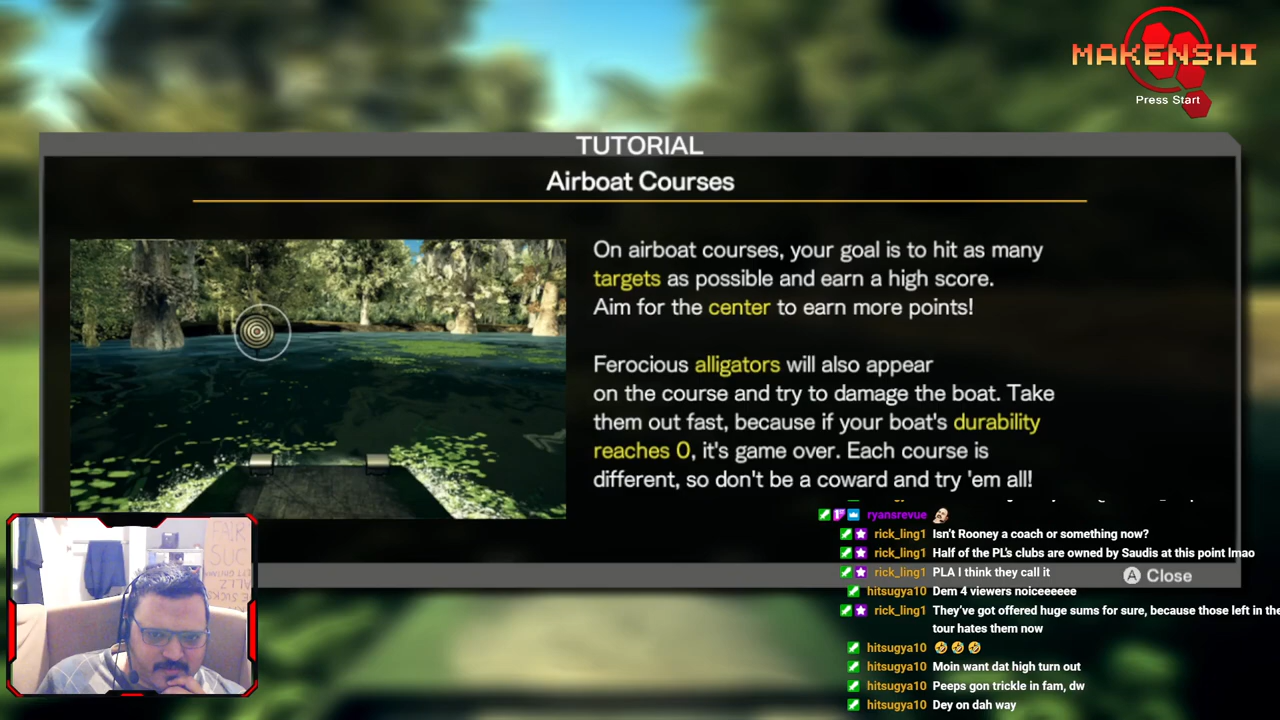 MAKENSHI
Press Start
TUTORIAL
Airboat Courses
On airboat courses, your goal is to hit as many
targets as possible and earn a high score.
Aim for the center to earn more points!
Ferocious alligators will also appear
on the course and try to damage the boat. Take
them out fast, because if your boat's durability
reaches 0, it's game over. Each course is
different, so don't be a coward and try 'em all!
A Close
ryansrevue
rick_ling1 Isn't Rooney a coach or something now?
rick_ling1 Half of the PL's clubs are owned by Saudis at this point lmao
rick_ling1 PLA I think they call it
hitsugya10 Dem 4 viewers noiceeeeee
rick_ling1 They've got offered huge sums for sure, because those left in the
tour hates them now
hitsugya10 🤣 🤣 🤣
hitsugya10 Moin want dat high turn out
hitsugya10 Peeps gon trickle in fam, dw
hitsugya10 Dey on dah way
FAIR
SUC